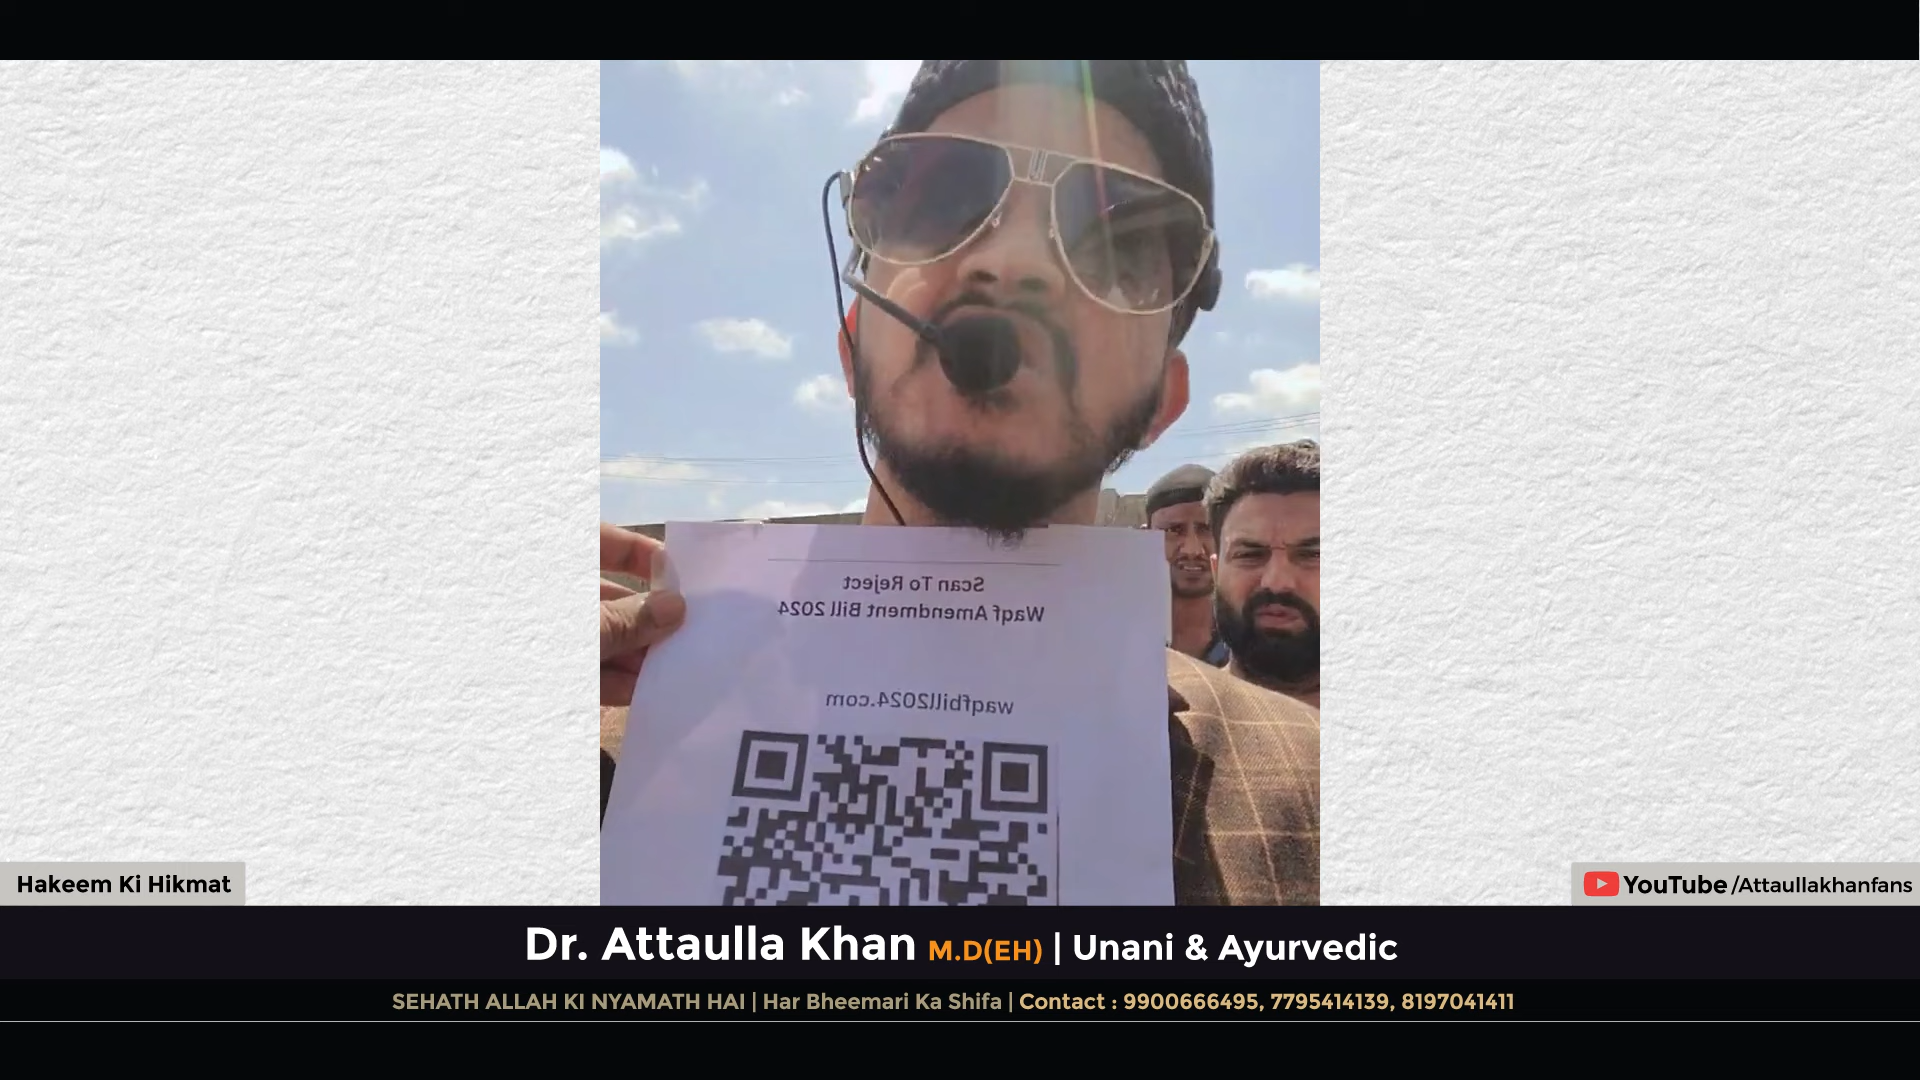 Scan To Reject
Waqf Amendment Bill 2024
waqfbill2024.com
Hakeem Ki Hikmat
YouTube /Attaullakhanfans
Dr. Attaulla Khan M.D(EH) | Unani & Ayurvedic
SEHATH ALLAH KI NYAMATH HAI | Har Bheemari Ka Shifa | Contact : 9900666495, 7795414139, 8197041411